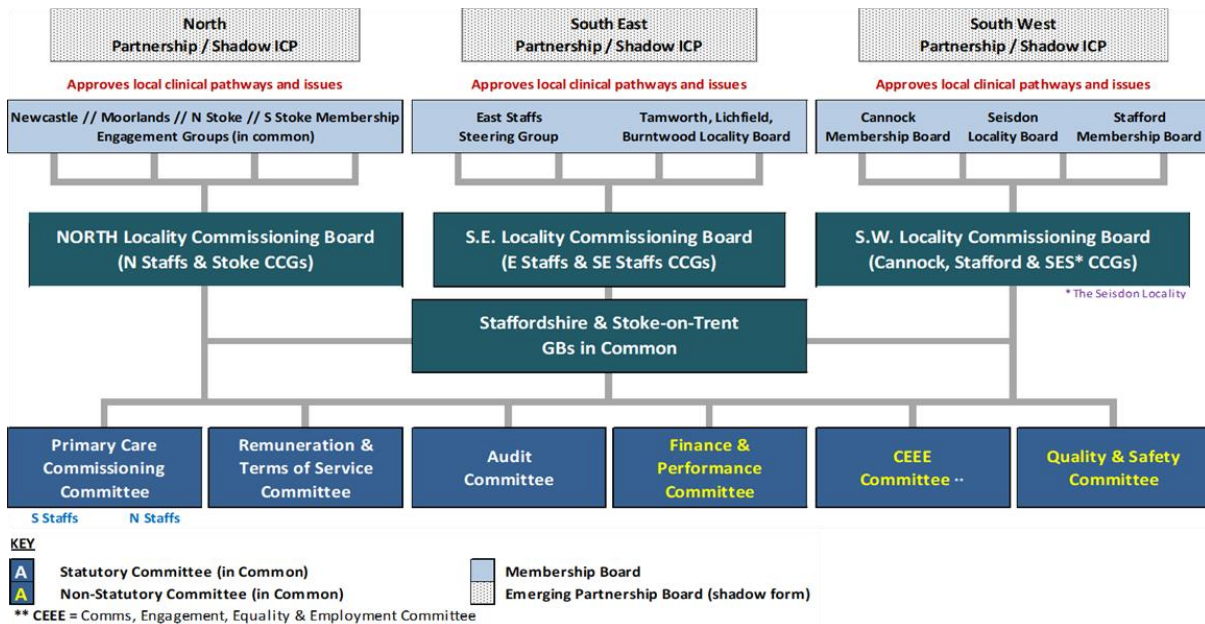 North
Partnership / Shadow ICP
South East
Partnership / Shadow ICP
South West
Partnership / Shadow ICP
Approves local clinical pathways and issues
Approves local clinical pathways and issues
Approves local clinical pathways and issues
Newcastle // Moorlands // N Stoke // S Stoke Membership
Engagement Groups (in common)
East Staffs
Steering Group
Tamworth, Lichfield,
Burntwood Locality Board
Cannock
Membership Board
Seisdon
Locality Board
Stafford
Membership Board
NORTH Locality Commissioning Board
(N Staffs & Stoke CCGs)
S.E. Locality Commissioning Board
(E Staffs & SE Staffs CCGs)
S.W. Locality Commissioning Board
(Cannock, Stafford & SES* CCGs)
* The Seisdon Locality
Staffordshire & Stoke-on-Trent
GBs in Common
Primary Care
Commissioning
Committee
Remuneration &
Terms of Service
Committee
Audit
Committee
Finance &
Performance
Committee
CEEE
Committee **
Quality & Safety
Committee
S Staffs
N Staffs
KEY
A
Statutory Committee (in Common)
A
Non-Statutory Committee (in Common)
Membership Board
Emerging Partnership Board (shadow form)
** CEEE = Comms, Engagement, Equality & Employment Committee